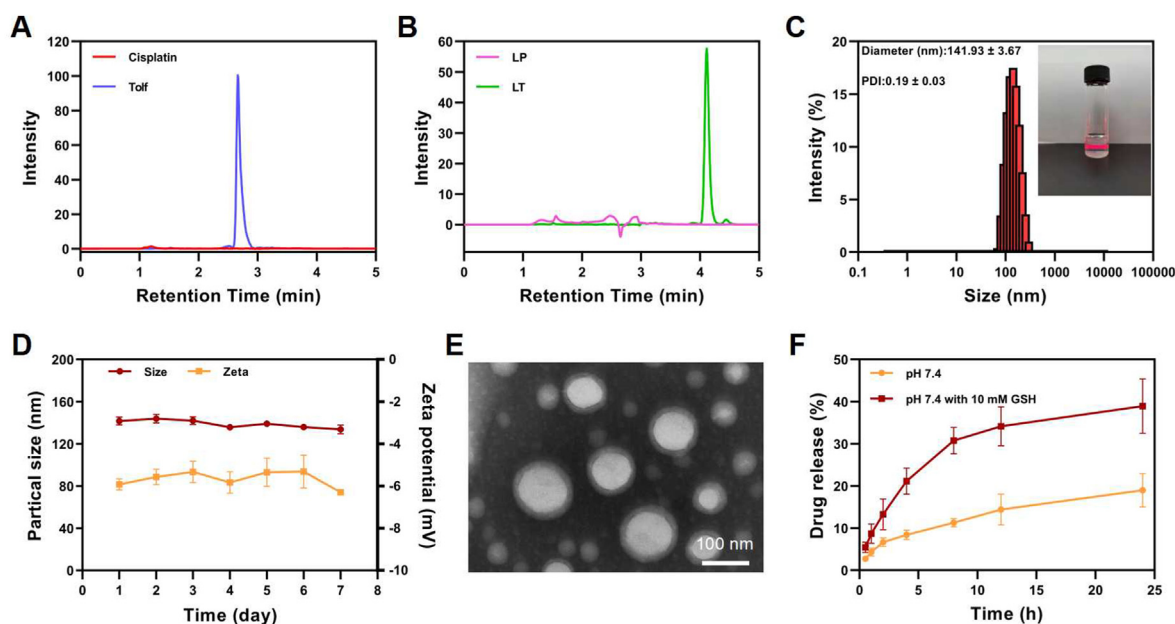 A
120
100
80
60
40
20
0
Intensity
Cisplatin
Tolf
0 1 2 3 4 5
Retention Time (min)
B
60
50
40
30
20
10
0
-10
Intensity
LP
LT
0 1 2 3 4 5
Retention Time (min)
C
20
15
10
5
0
Intensity (%)
Diameter (nm):141.93 ± 3.67
PDI:0.19 ± 0.03
0.1 1 10 100 1000 10000 100000
Size (nm)
D
200
160
120
80
40
0
Partical size (nm)
Size
Zeta
0
-2
-4
-6
-8
-10
Zeta potential (mV)
0 1 2 3 4 5 6 7 8
Time (day)
E
100 nm
F
50
40
30
20
10
0
Drug release (%)
pH 7.4
pH 7.4 with 10 mM GSH
0 5 10 15 20 25
Time (h)